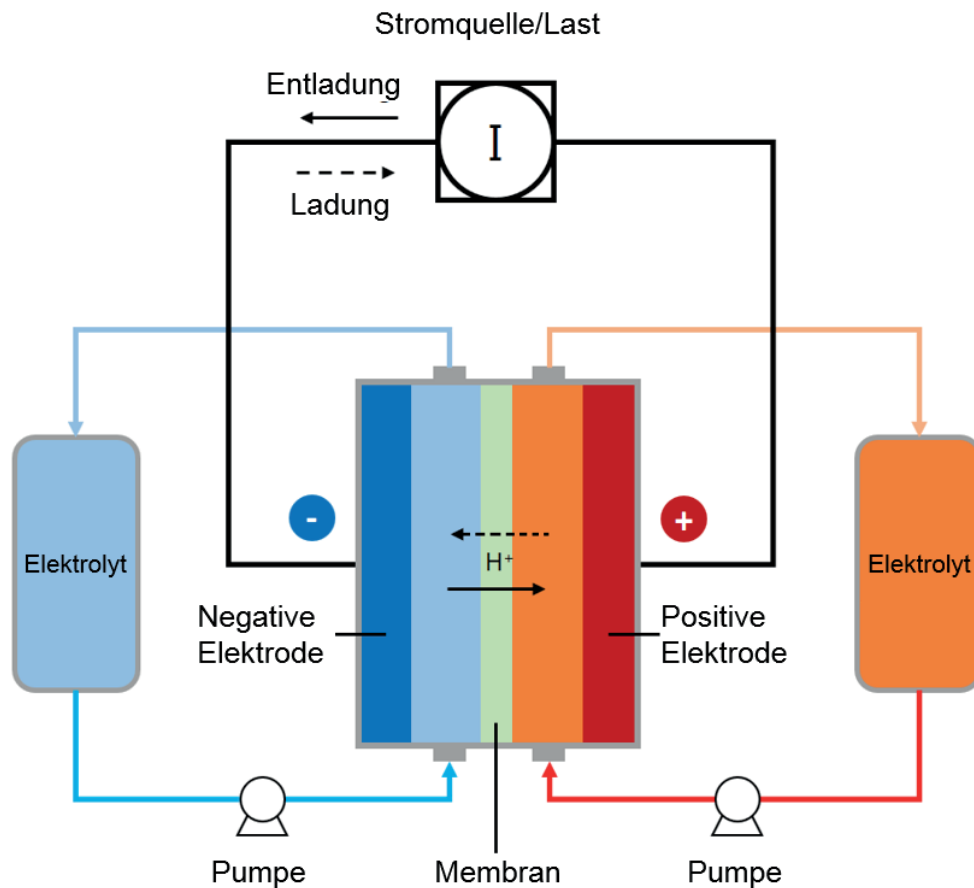 Stromquelle/Last
Entladung
I
Ladung
-
+
Elektrolyt
H⁺
Elektrolyt
Negative
Elektrode
Positive
Elektrode
Pumpe
Membran
Pumpe